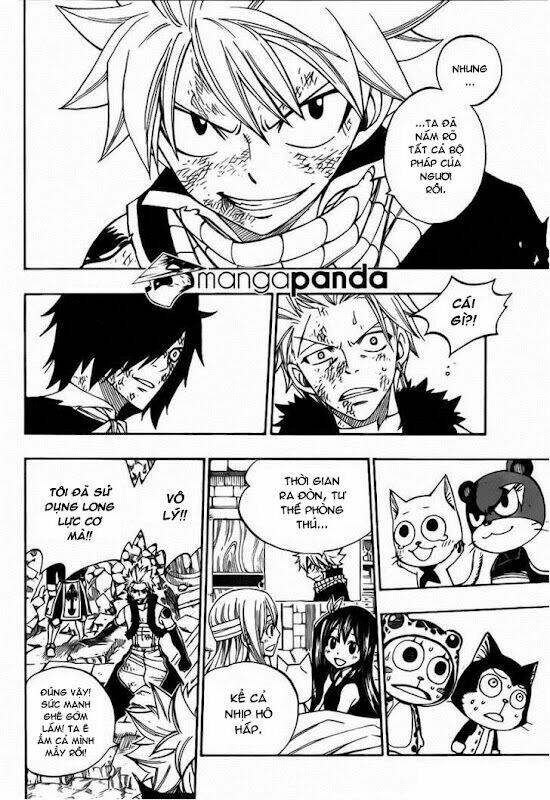 NHƯNG
...
...TA ĐÃ
NẮM RÕ
TẤT CẢ BỘ
PHÁP CỦA
NGƯƠI
RỒI.
mangapanda
CÁI
GÌ?!
THỜI GIAN
RA ĐÒN, TƯ
THẾ PHÒNG
THỦ...
KỂ CẢ
NHỊP HÔ
HẤP.
VÔ
LÝ!!
TÔI ĐÃ SỬ
DỤNG LONG
LỰC CƠ
MÀ!!
ĐÚNG VẬY!
SỨC MẠNH
GHÊ GỚM
LẮM! TA Ê
ẨM CẢ MÌNH
MẨY RỒI!